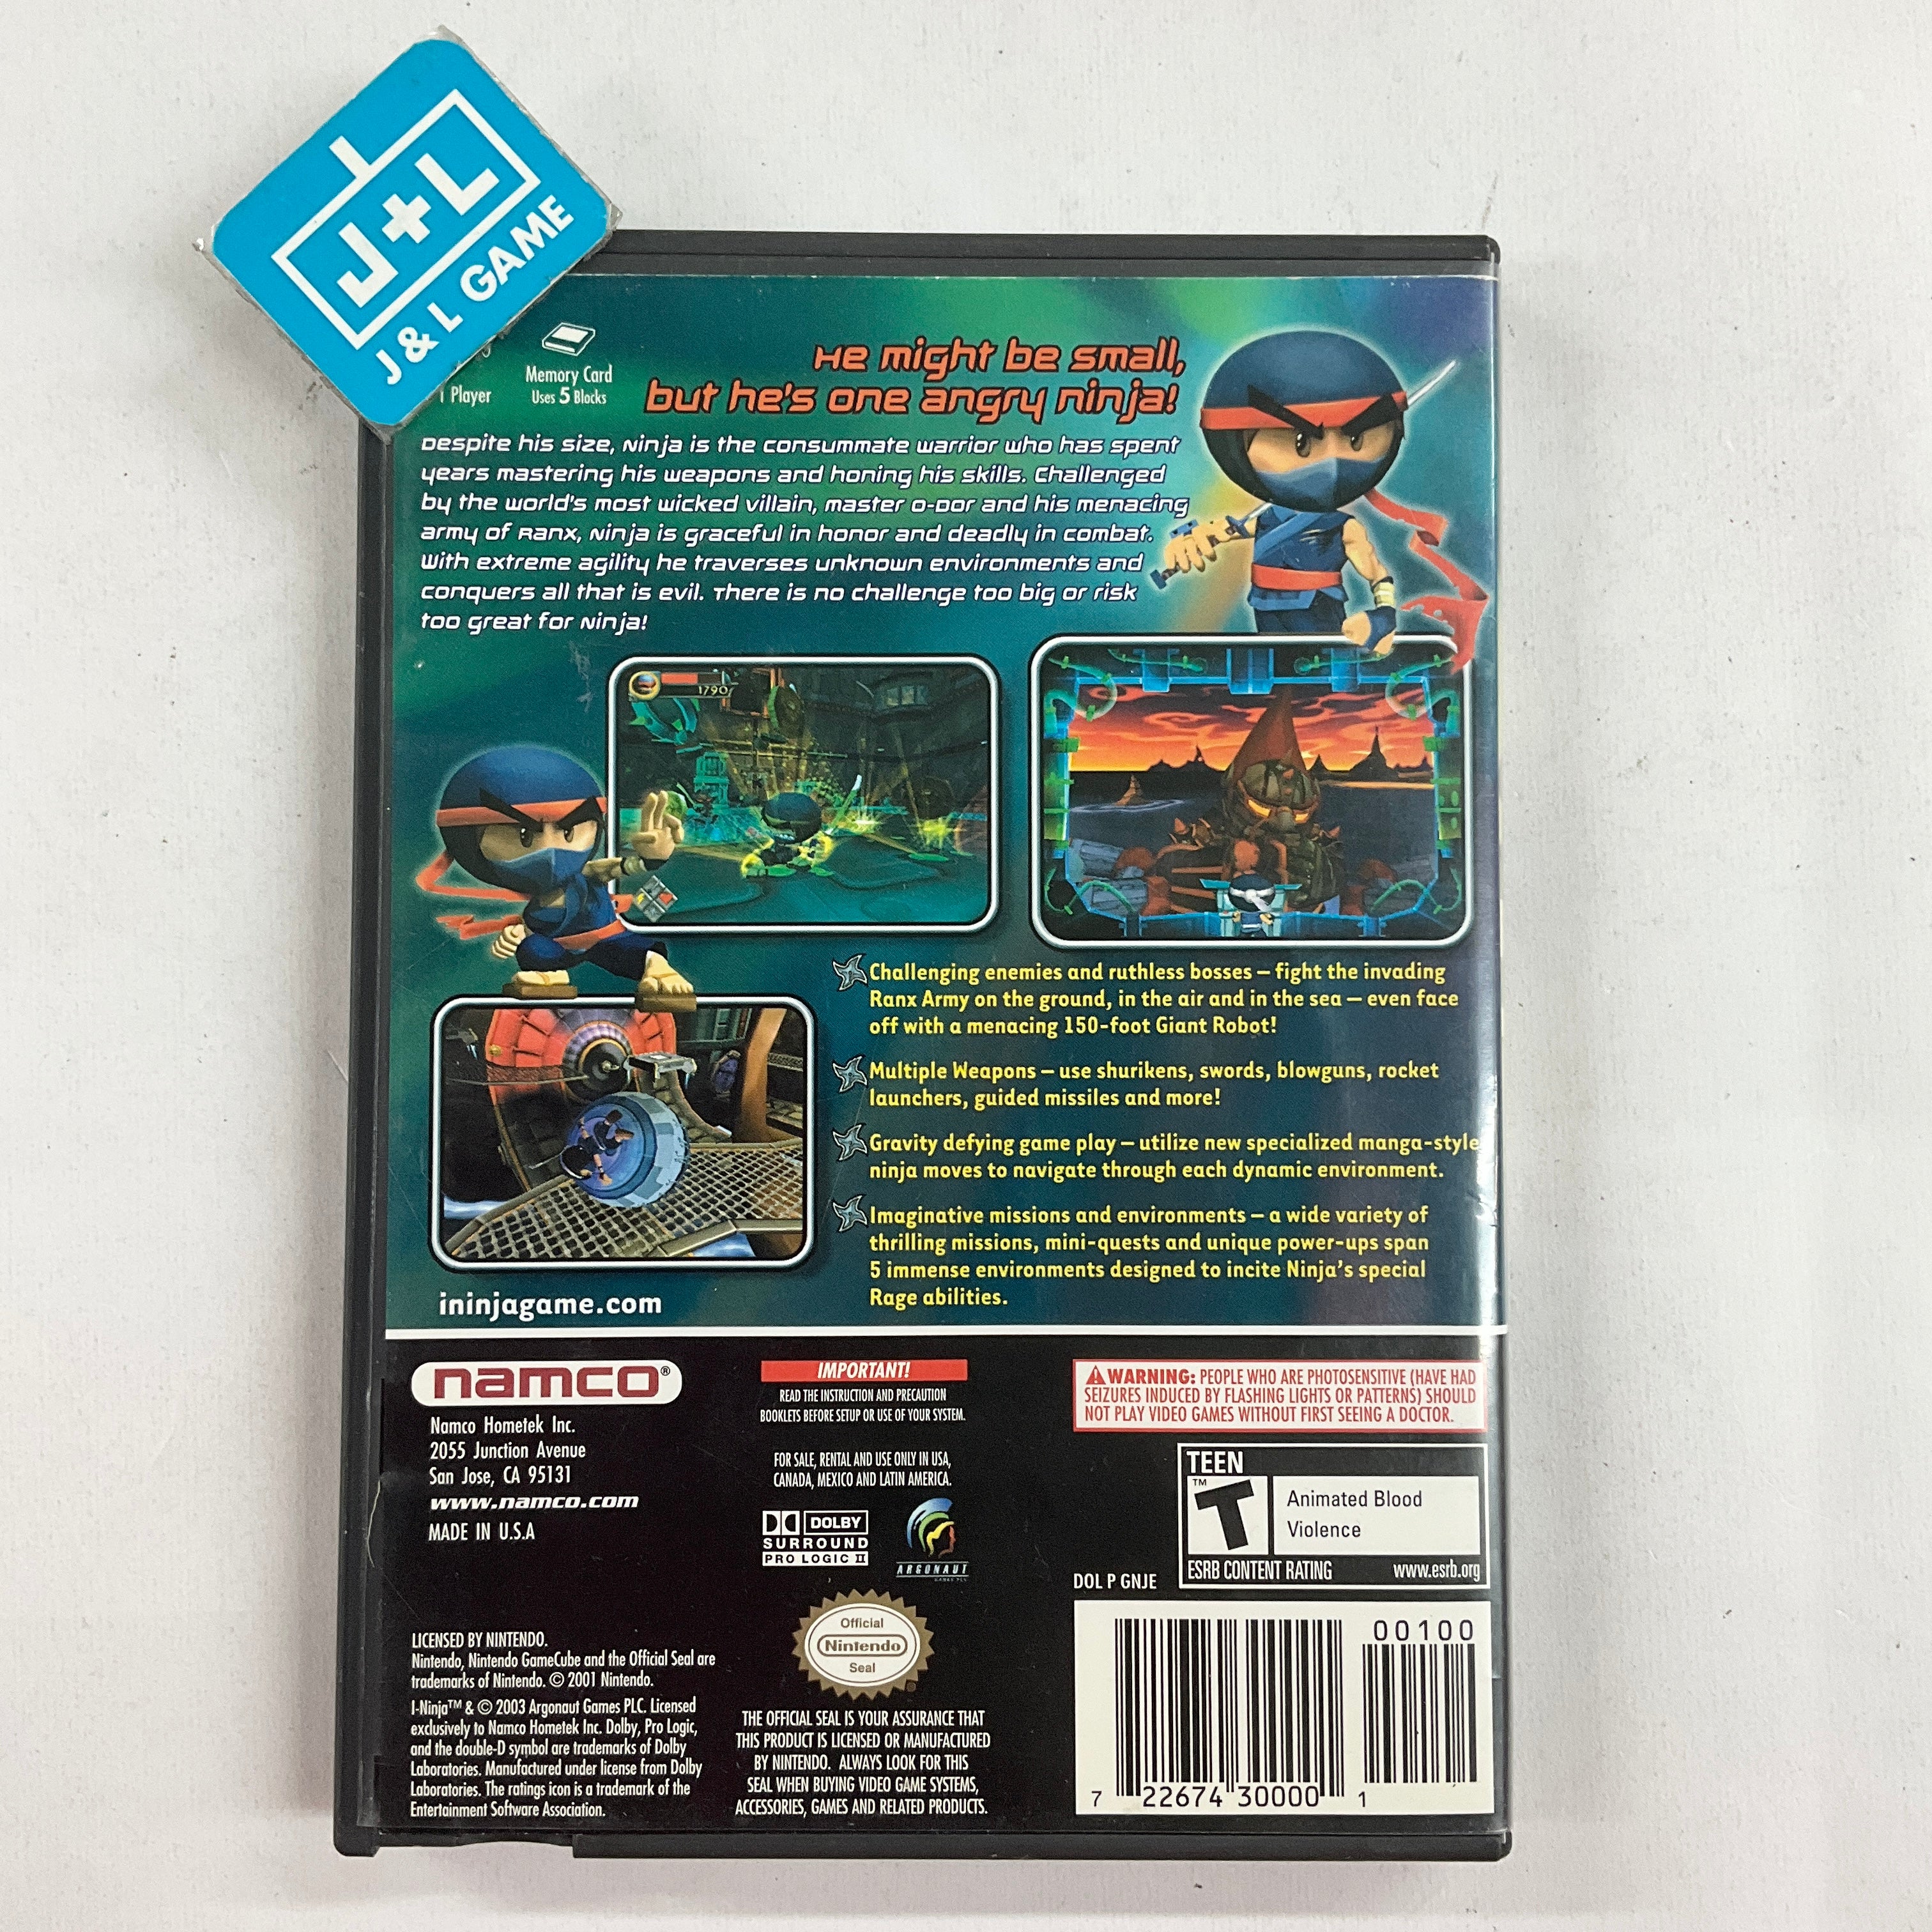 J+L
J&L GAME
1 Player
Memory Card
Uses 5 Blocks
He might be small,
but he's one angry ninja!
Despite his size, Ninja is the consummate warrior who has spent
years mastering his weapons and honing his skills. Challenged
by the world's most wicked villain, master O-Dor and his menacing
army of Ranx, Ninja is graceful in honor and deadly in combat.
With extreme agility he traverses unknown environments and
conquers all that is evil. There is no challenge too big or risk
too great for Ninja!
1790
Challenging enemies and ruthless bosses – fight the invading
Ranx Army on the ground, in the air and in the sea – even face
off with a menacing 150-foot Giant Robot!
Multiple Weapons – use shurikens, swords, blowguns, rocket
launchers, guided missiles and more!
Gravity defying game play – utilize new specialized manga-style
ninja moves to navigate through each dynamic environment.
Imaginative missions and environments – a wide variety of
thrilling missions, mini-quests and unique power-ups span
5 immense environments designed to incite Ninja's special
Rage abilities.
ininjagame.com
namco®
Namco Hometek Inc.
2055 Junction Avenue
San Jose, CA 95131
www.namco.com
MADE IN U.S.A
IMPORTANT!
READ THE INSTRUCTION AND PRECAUTION
BOOKLETS BEFORE SETUP OR USE OF YOUR SYSTEM.
FOR SALE, RENTAL AND USE ONLY IN USA,
CANADA, MEXICO AND LATIN AMERICA.
DOLBY
SURROUND
PRO LOGIC II
ARGONAUT
GAMES PLC
WARNING: PEOPLE WHO ARE PHOTOSENSITIVE (HAVE HAD
SEIZURES INDUCED BY FLASHING LIGHTS OR PATTERNS) SHOULD
NOT PLAY VIDEO GAMES WITHOUT FIRST SEEING A DOCTOR.
TEEN
T™
Animated Blood
Violence
ESRB CONTENT RATING www.esrb.org
DOL P GNJE
LICENSED BY NINTENDO.
Nintendo, Nintendo GameCube and the Official Seal are
trademarks of Nintendo. © 2001 Nintendo.
I-Ninja™ & © 2003 Argonaut Games PLC. Licensed
exclusively to Namco Hometek Inc. Dolby, Pro Logic,
and the double-D symbol are trademarks of Dolby
Laboratories. Manufactured under license from Dolby
Laboratories. The ratings icon is a trademark of the
Entertainment Software Association.
Official
Nintendo
Seal
THE OFFICIAL SEAL IS YOUR ASSURANCE THAT
THIS PRODUCT IS LICENSED OR MANUFACTURED
BY NINTENDO. ALWAYS LOOK FOR THIS
SEAL WHEN BUYING VIDEO GAME SYSTEMS,
ACCESSORIES, GAMES AND RELATED PRODUCTS.
00100
7 22674 30000 1